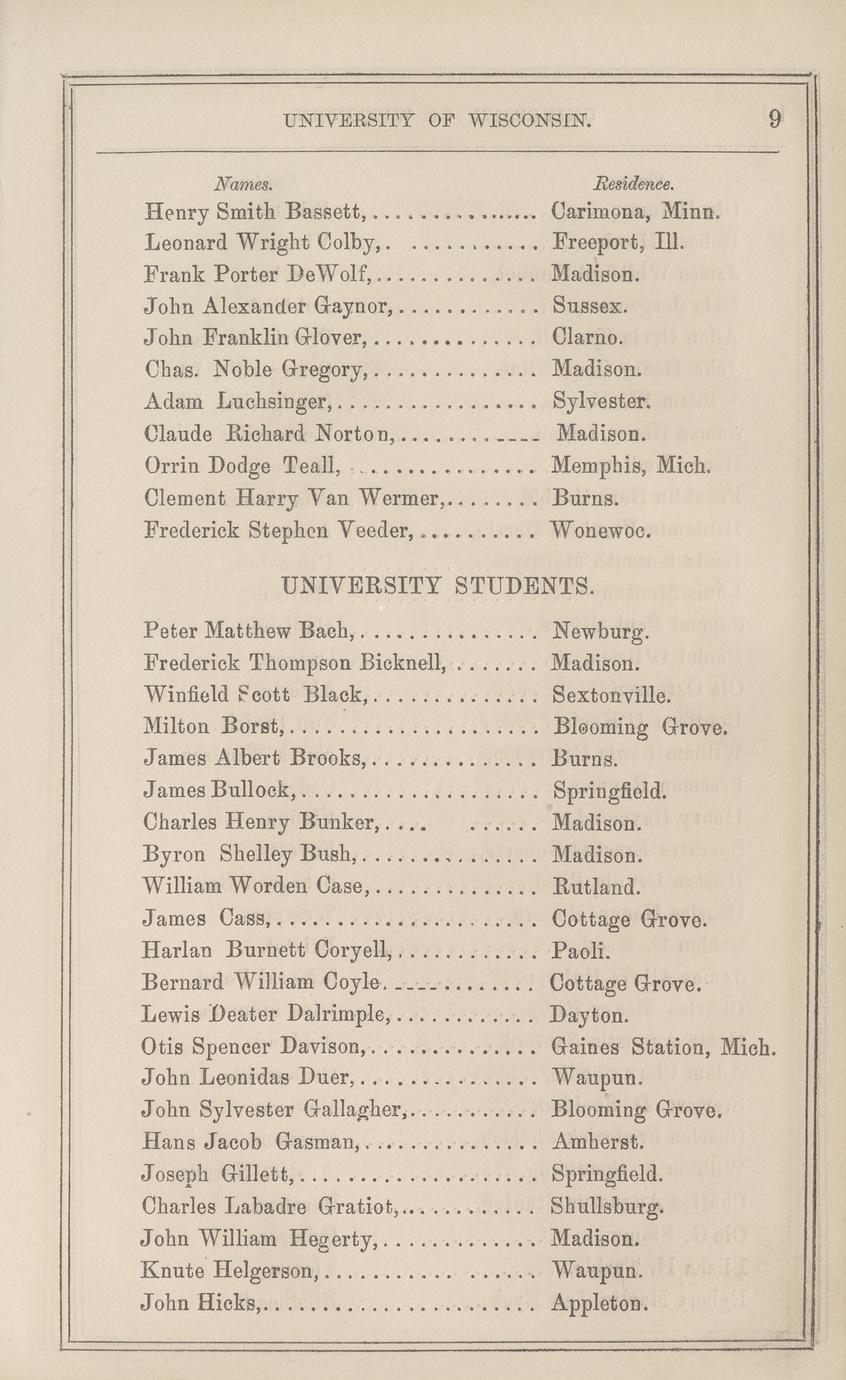 UNIVERSITY OF WISCONSIN. 9
Names. Residence.
Henry Smith Bassett,................. Carimona, Minn.
Leonard Wright Colby,. ........... Freeport, Ill.
Frank Porter DeWolf,.............. Madison.
John Alexander Gaynor,............ Sussex.
John Franklin Glover,.............. Clarno.
Chas. Noble Gregory,.............. Madison.
Adam Luchsinger,................. Sylvester.
Claude Richard Norton,............ Madison.
Orrin Dodge Teall, ............... Memphis, Mich.
Clement Harry Van Wermer,........ Burns.
Frederick Stephen Veeder,.......... Wonewoc.
UNIVERSITY STUDENTS.
Peter Matthew Bach,............... Newburg.
Frederick Thompson Bicknell, ....... Madison.
Winfield Scott Black,.............. Sextonville.
Milton Borst,..................... Blooming Grove.
James Albert Brooks,.............. Burns.
James Bullock,.................... Springfield.
Charles Henry Bunker,.... ...... Madison.
Byron Shelley Bush,............... Madison.
William Worden Case,.............. Rutland.
James Cass,...................... Cottage Grove.
Harlan Burnett Coryell,............ Paoli.
Bernard William Coyle............. Cottage Grove.
Lewis Deater Dalrimple,............ Dayton.
Otis Spencer Davison,.............. Gaines Station, Mich.
John Leonidas Duer,............... Waupun.
John Sylvester Gallagher,........... Blooming Grove.
Hans Jacob Gasman,............... Amherst.
Joseph Gillett,.................... Springfield.
Charles Labadre Gratiot,............ Shullsburg.
John William Hegerty,............. Madison.
Knute Helgerson,........... ...... Waupun.
John Hicks,....................... Appleton.